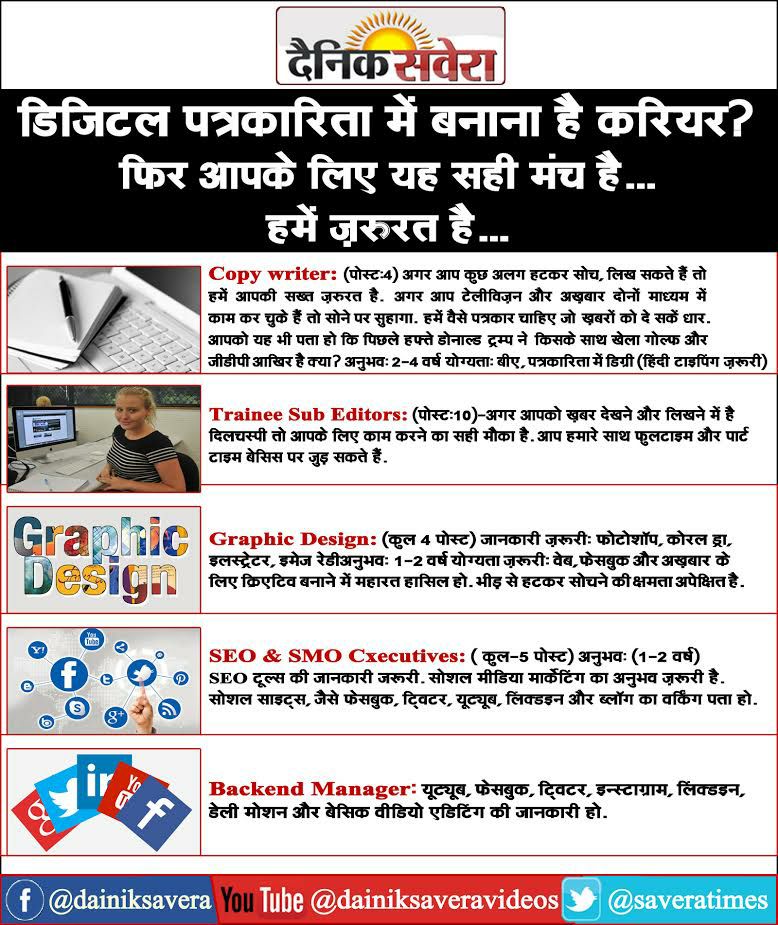 दैनिक सवेरा
डिजिटल पत्रकारिता में बनाना है करियर?
फिर आपके लिए यह सही मंच है...
हमें ज़रुरत है...
Copy writer: (पोस्ट:4) अगर आप कुछ अलग हटकर सोच, लिख सकते हैं तो
हमें आपकी सख्त ज़रुरत है. अगर आप टेलीविज़न और अख़बार दोनों माध्यम में
काम कर चुके हैं तो सोने पर सुहागा. हमें वैसे पत्रकार चाहिए जो ख़बरों को दे सकें धार.
आपको यह भी पता हो कि पिछले हफ्ते डोनाल्ड ट्रम्प ने किसके साथ खेला गोल्फ और
जीडीपी आखिर है क्या? अनुभवः 2-4 वर्ष योग्यताः बीए, पत्रकारिता में डिग्री (हिंदी टाइपिंग ज़रूरी)
Trainee Sub Editors: (पोस्ट:10)-अगर आपको ख़बर देखने और लिखने में है
दिलचस्पी तो आपके लिए काम करने का सही मौका है. आप हमारे साथ फुलटाइम और पार्ट
टाइम बेसिस पर जुड़ सकते हैं.
Graphic
Design
Graphic Design: (कुल 4 पोस्ट) जानकारी ज़रूरीः फोटोशॉप, कोरल ड्रा,
इलस्ट्रेटर, इमेज रेडीअनुभवः 1-2 वर्ष योग्यता ज़रूरीः वेब, फेसबुक और अख़बार के
लिए क्रिएटिव बनाने में महारत हासिल हो. भीड़ से हटकर सोचने की क्षमता अपेक्षित है.
Y!
You
Tube
f
t
B
S
g+
SEO & SMO Cxecutives: ( कुल-5 पोस्ट) अनुभवः (1-2 वर्ष)
SEO टूल्स की जानकारी जरूरी. सोशल मीडिया मार्केटिंग का अनुभव ज़रूरी है.
सोशल साइट्स, जैसे फेसबुक, ट्विटर, यूट्यूब, लिंक्डइन और ब्लॉग का वर्किंग पता हो.
g
in
You
f
Backend Manager: यूट्यूब, फेसबुक, ट्विटर, इन्स्टाग्राम, लिंक्डइन,
डेली मोशन और बेसिक वीडियो एडिटिंग की जानकारी हो.
f @dainiksavera You Tube @dainiksaveravideos @saveratimes